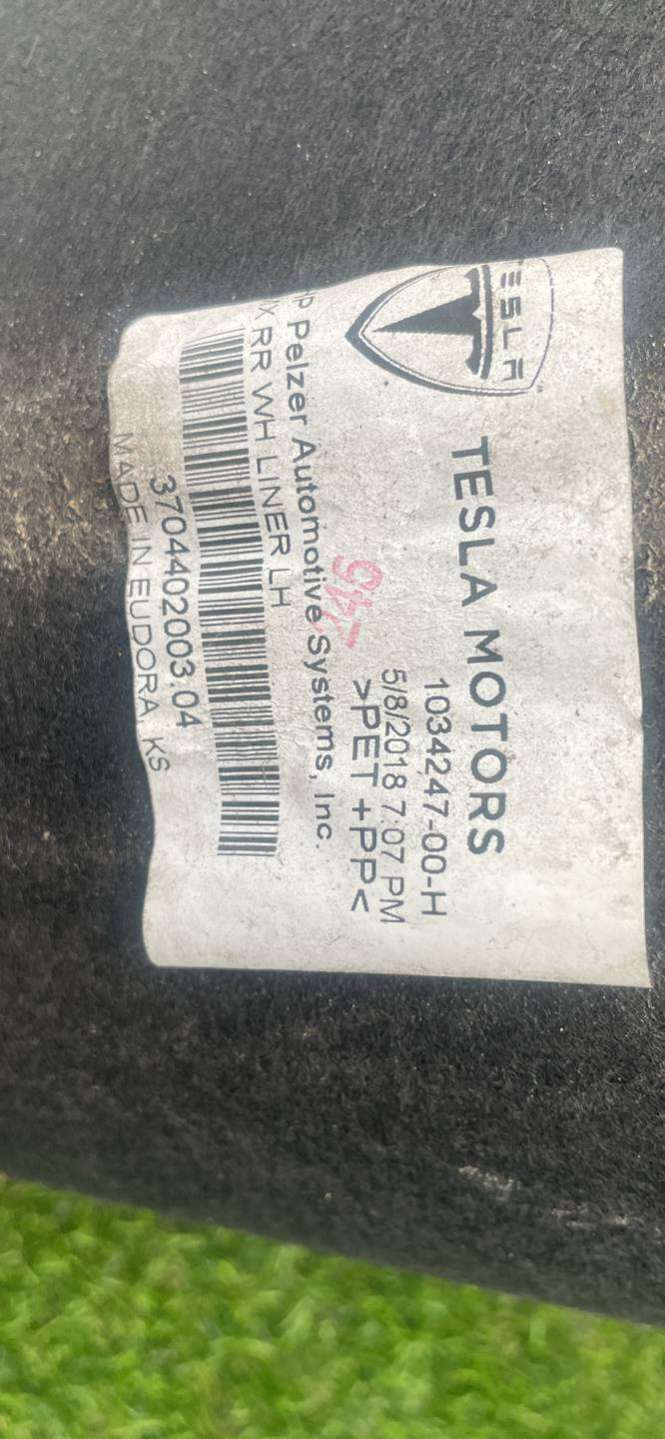 TESLA
TESLA MOTORS
1034247-00-H
5/8/2018 7:07 PM
>PET +PP<
P Pelzer Automotive Systems, Inc.
X RR WH LINER LH
3704402003.04
MADE IN EUDORA, KS